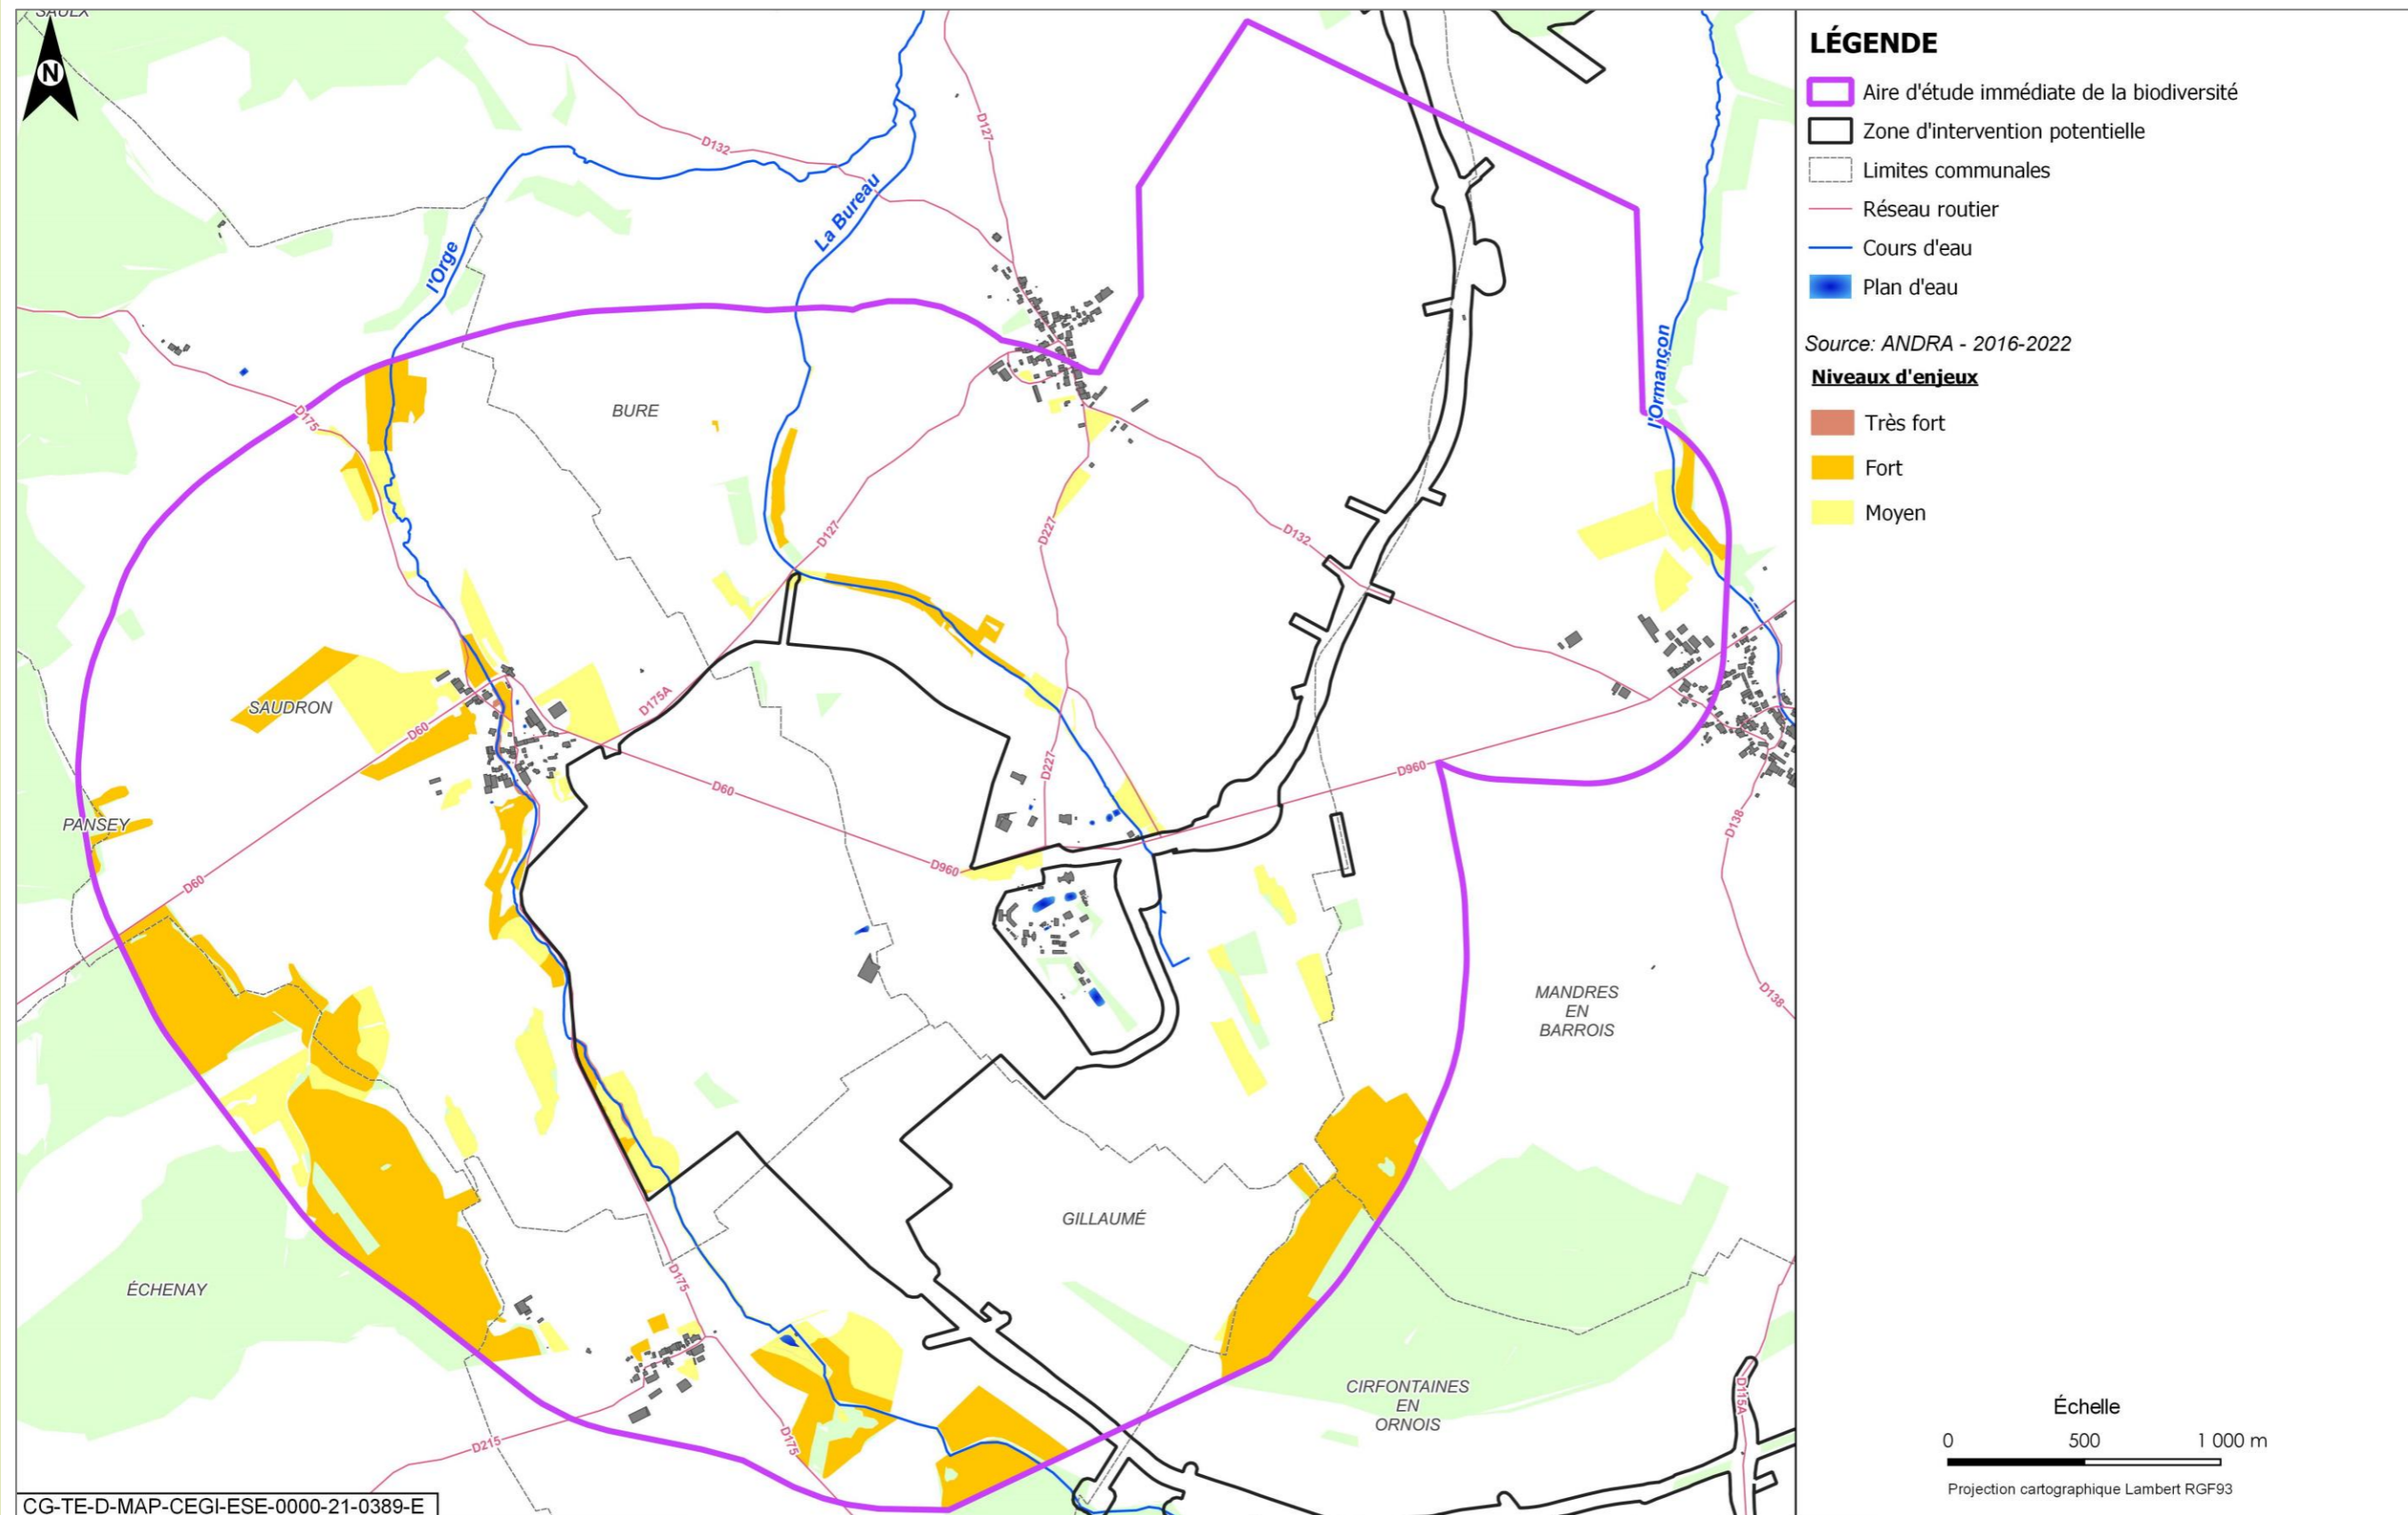 SAULX
N
D132
D127
La Bureau
l'Orge
D175
BURE
l'Ormançon
D127
D227
D132
SAUDRON
D175A
D60
D227
D60
D960
PANSEY
D960
D138
D60
D138
MANDRES
EN
BARROIS
GILLAUMÉ
ÉCHENAY
D175
CIRFONTAINES
EN
ORNOIS
D115A
D215
D175
CG-TE-D-MAP-CEGI-ESE-0000-21-0389-E
LÉGENDE
Aire d'étude immédiate de la biodiversité
Zone d'intervention potentielle
Limites communales
Réseau routier
Cours d'eau
Plan d'eau
Source: ANDRA - 2016-2022
Niveaux d'enjeux
Très fort
Fort
Moyen
Échelle
0 500 1 000 m
Projection cartographique Lambert RGF93